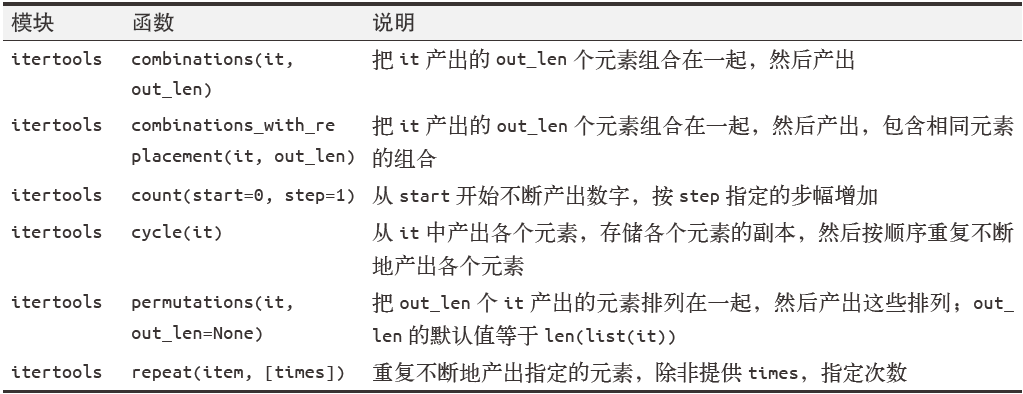 模块 函数 说明
itertools combinations(it, 把 it 产出的 out_len 个元素组合在一起，然后产出
out_len)
itertools combinations_with_re 把 it 产出的 out_len 个元素组合在一起，然后产出，包含相同元素
placement(it, out_len) 的组合
itertools count(start=0, step=1) 从 start 开始不断产出数字，按 step 指定的步幅增加
itertools cycle(it) 从 it 中产出各个元素，存储各个元素的副本，然后按顺序重复不断
地产出各个元素
itertools permutations(it, 把 out_len 个 it 产出的元素排列在一起，然后产出这些排列；out_
out_len=None) len 的默认值等于 len(list(it))
itertools repeat(item, [times]) 重复不断地产出指定的元素，除非提供 times，指定次数